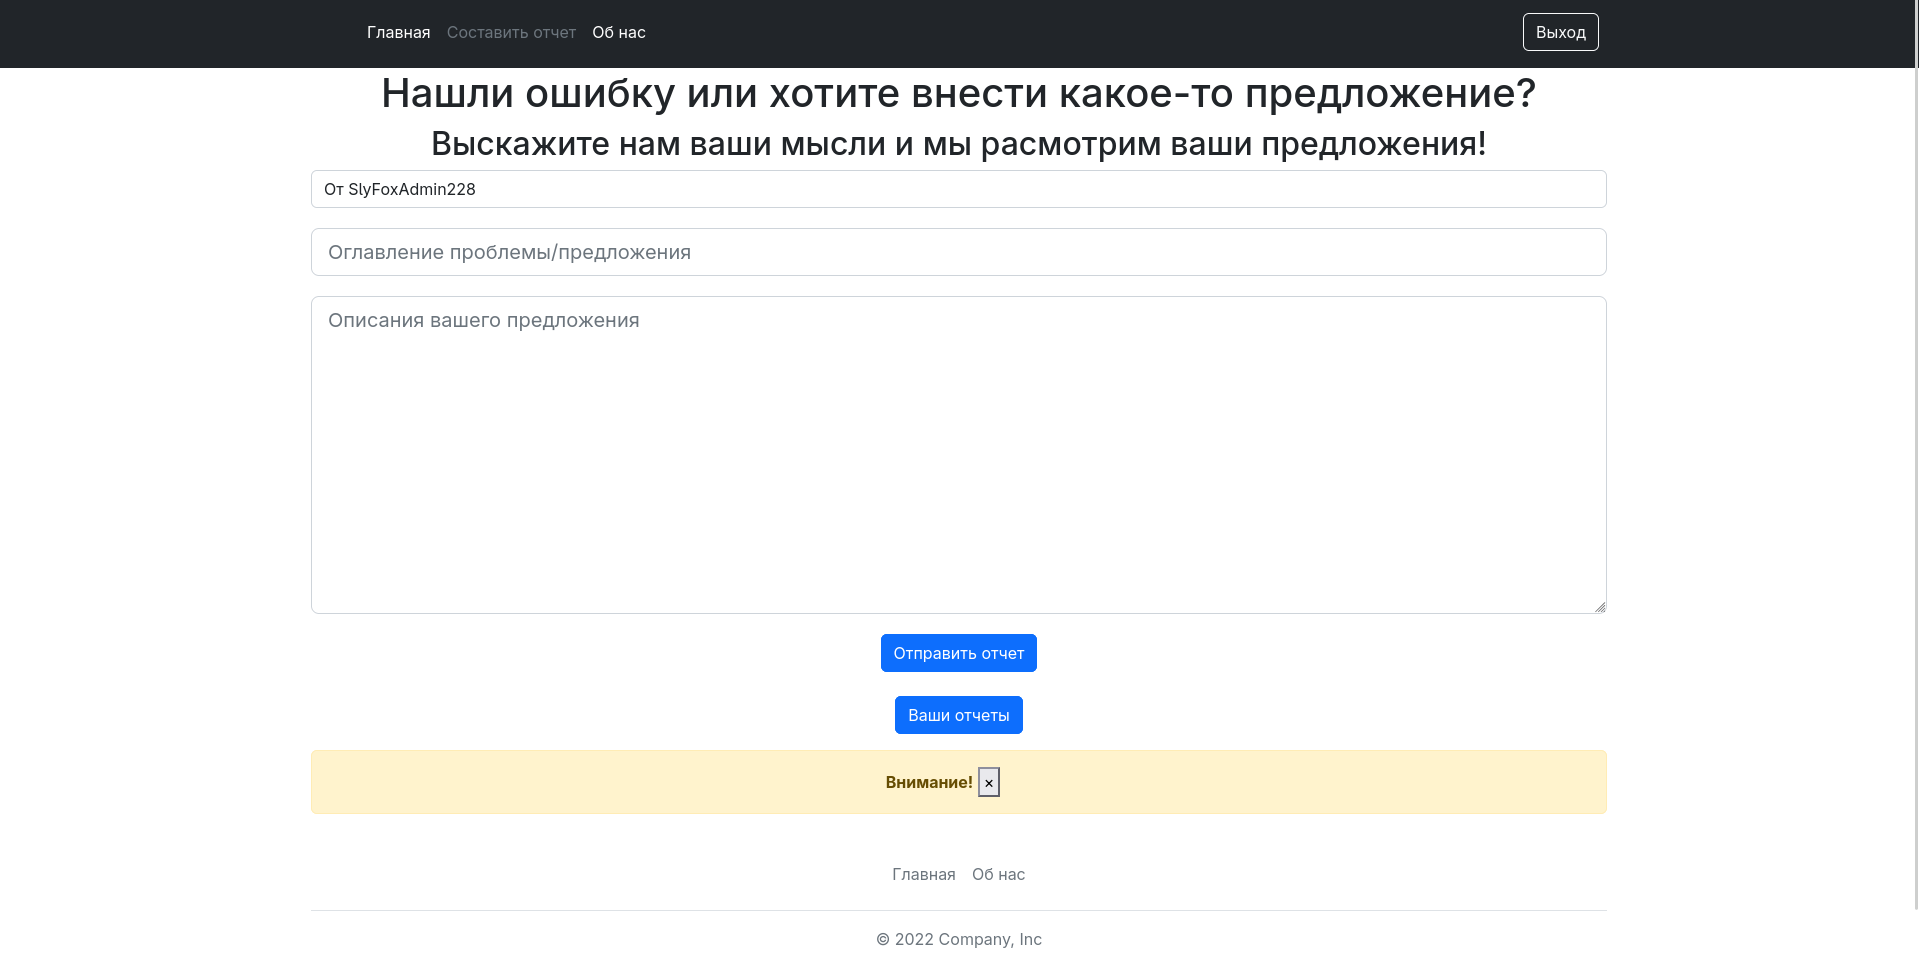 Главная Составить отчет Об нас Выход
Нашли ошибку или хотите внести какое-то предложение?
Выскажите нам ваши мысли и мы расмотрим ваши предложения!
От SlyFoxAdmin228
Оглавление проблемы/предложения
Описания вашего предложения
Отправить отчет
Ваши отчеты
Внимание! ×
Главная Об нас
© 2022 Company, Inc